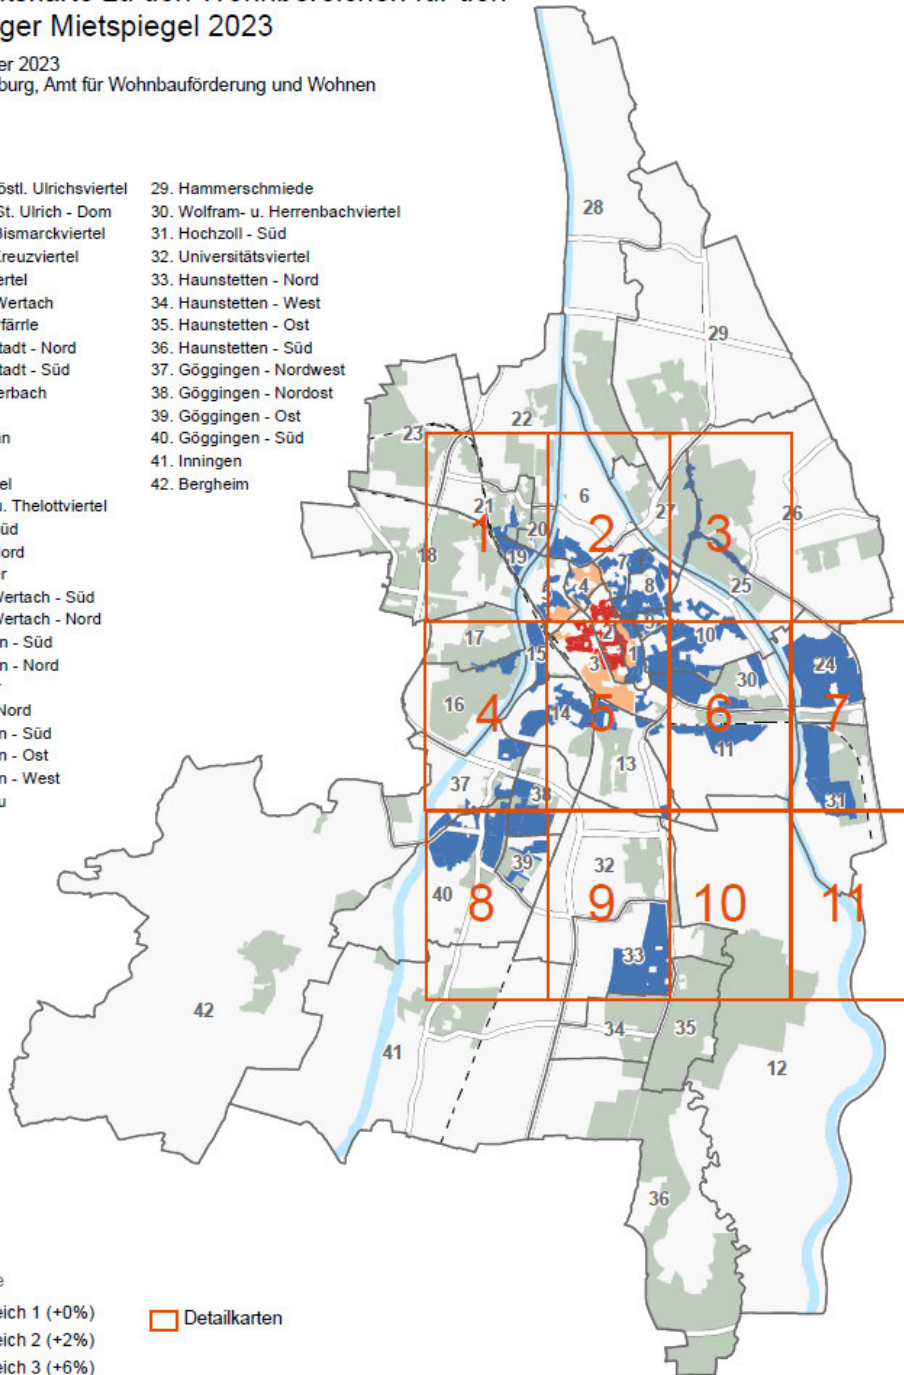 ger Mietspiegel 2023
er 2023
burg, Amt für Wohnbauförderung und Wohnen
östl. Ulrichsviertel
St. Ulrich - Dom
Bismarckviertel
Kreuzviertel
ertel
Wertach
färrle
tadt - Nord
tadt - Süd
erbach
n
el
u. Thelottviertel
üd
ord
er
Wertach - Süd
Wertach - Nord
n - Süd
n - Nord
Nord
n - Süd
n - Ost
n - West
u
29. Hammerschmiede
30. Wolfram- u. Herrenbachviertel
31. Hochzoll - Süd
32. Universitätsviertel
33. Haunstetten - Nord
34. Haunstetten - West
35. Haunstetten - Ost
36. Haunstetten - Süd
37. Göggingen - Nordwest
38. Göggingen - Nordost
39. Göggingen - Ost
40. Göggingen - Süd
41. Inningen
42. Bergheim
28
29
22
23
6
21
1
2
27
3
26
20
18
19
7
4
8
25
5
9
17
2
10
15
1
24
3
30
16
4
14
5
6
7
11
13
37
38
31
39
32
40
8
9
10
11
33
42
34
35
41
12
36
e
eich 1 (+0%)
eich 2 (+2%)
eich 3 (+6%)
Detailkarten